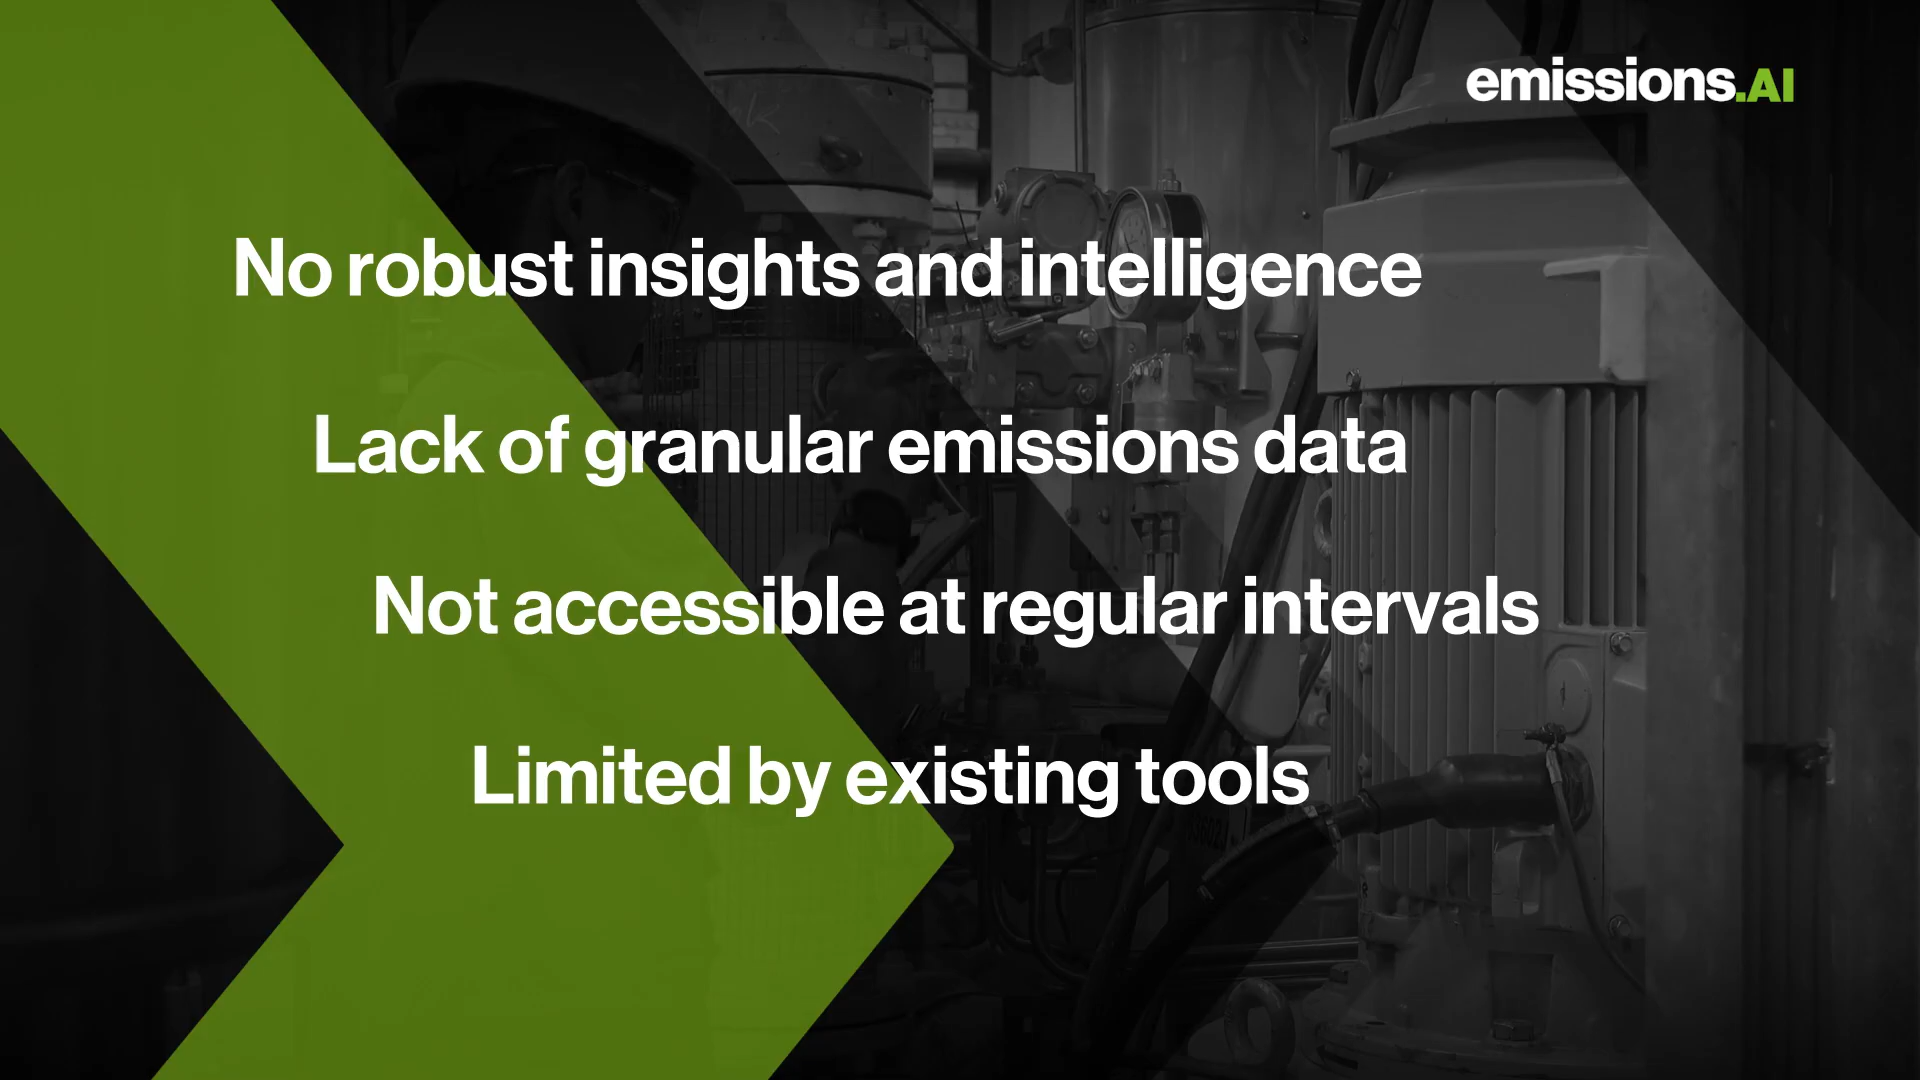 emissions.AI
No robust insights and intelligence
Lack of granular emissions data
Not accessible at regular intervals
Limited by existing tools